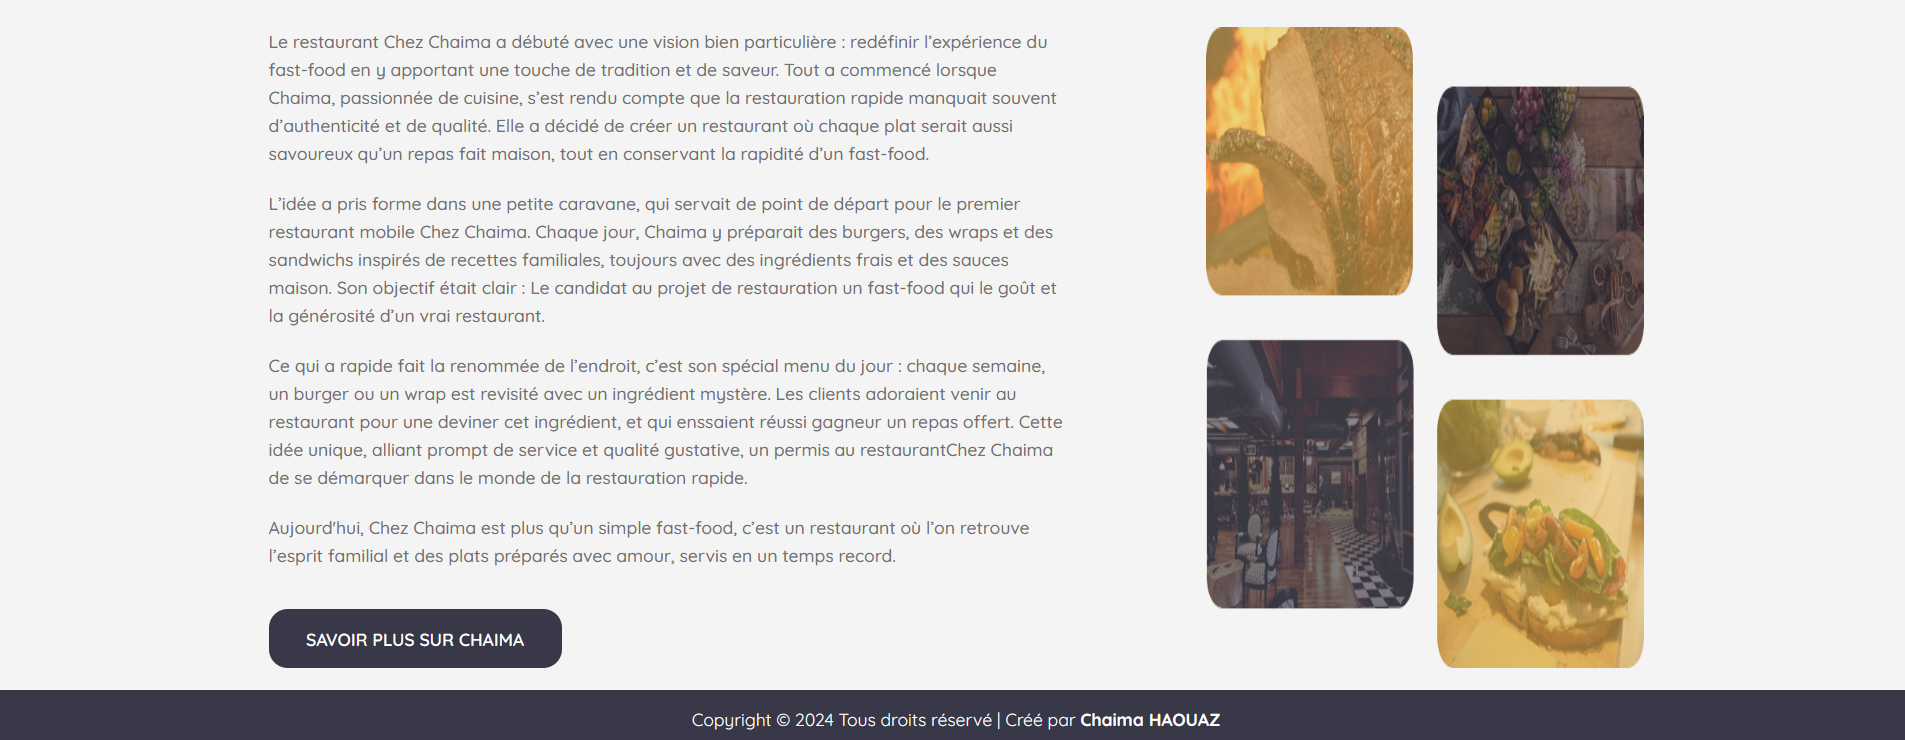 Le restaurant Chez Chaima a débuté avec une vision bien particulière : redéfinir l’expérience du
fast-food en y apportant une touche de tradition et de saveur. Tout a commencé lorsque
Chaima, passionnée de cuisine, s’est rendu compte que la restauration rapide manquait souvent
d’authenticité et de qualité. Elle a décidé de créer un restaurant où chaque plat serait aussi
savoureux qu’un repas fait maison, tout en conservant la rapidité d’un fast-food.
L’idée a pris forme dans une petite caravane, qui servait de point de départ pour le premier
restaurant mobile Chez Chaima. Chaque jour, Chaima y préparait des burgers, des wraps et des
sandwichs inspirés de recettes familiales, toujours avec des ingrédients frais et des sauces
maison. Son objectif était clair : Le candidat au projet de restauration un fast-food qui le goût et
la générosité d’un vrai restaurant.
Ce qui a rapide fait la renommée de l’endroit, c’est son spécial menu du jour : chaque semaine,
un burger ou un wrap est revisité avec un ingrédient mystère. Les clients adoraient venir au
restaurant pour une deviner cet ingrédient, et qui enssaient réussi gagneur un repas offert. Cette
idée unique, alliant prompt de service et qualité gustative, un permis au restaurantChez Chaima
de se démarquer dans le monde de la restauration rapide.
Aujourd'hui, Chez Chaima est plus qu’un simple fast-food, c’est un restaurant où l’on retrouve
l’esprit familial et des plats préparés avec amour, servis en un temps record.
SAVOIR PLUS SUR CHAIMA
Copyright © 2024 Tous droits réservé | Créé par Chaima HAOUAZ